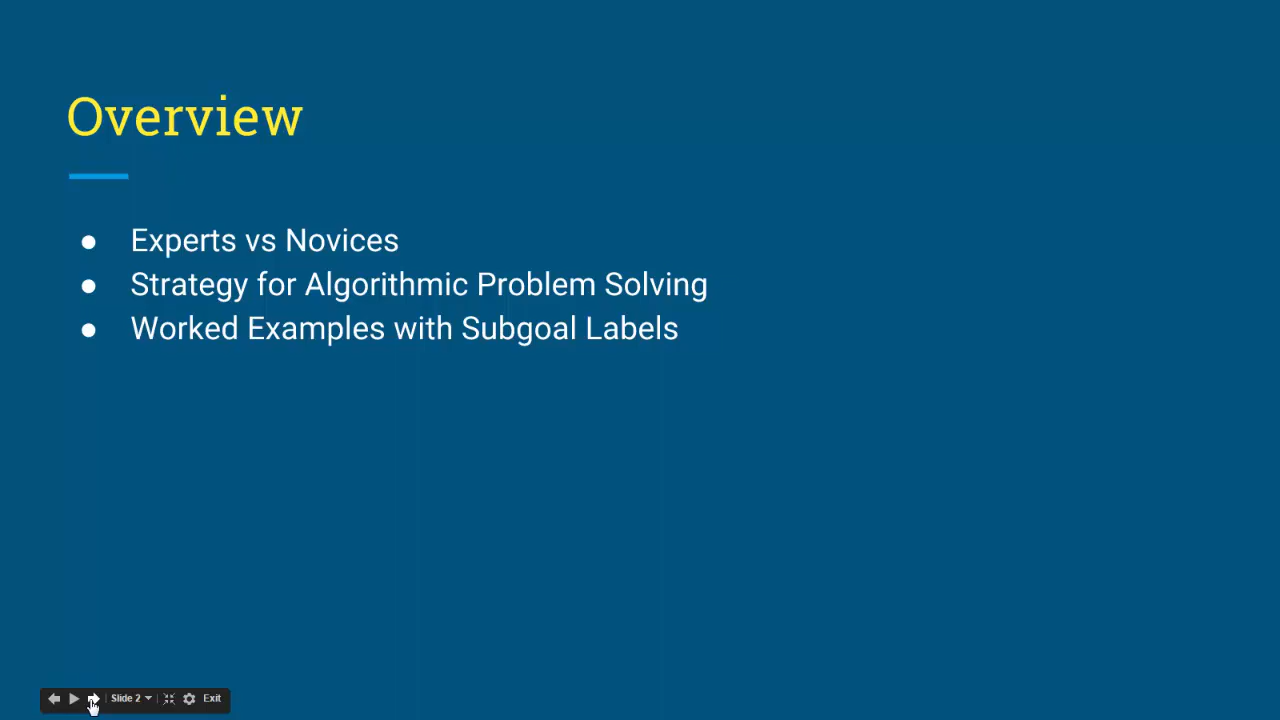 Overview
● Experts vs Novices
● Strategy for Algorithmic Problem Solving
● Worked Examples with Subgoal Labels
Slide 2 Exit